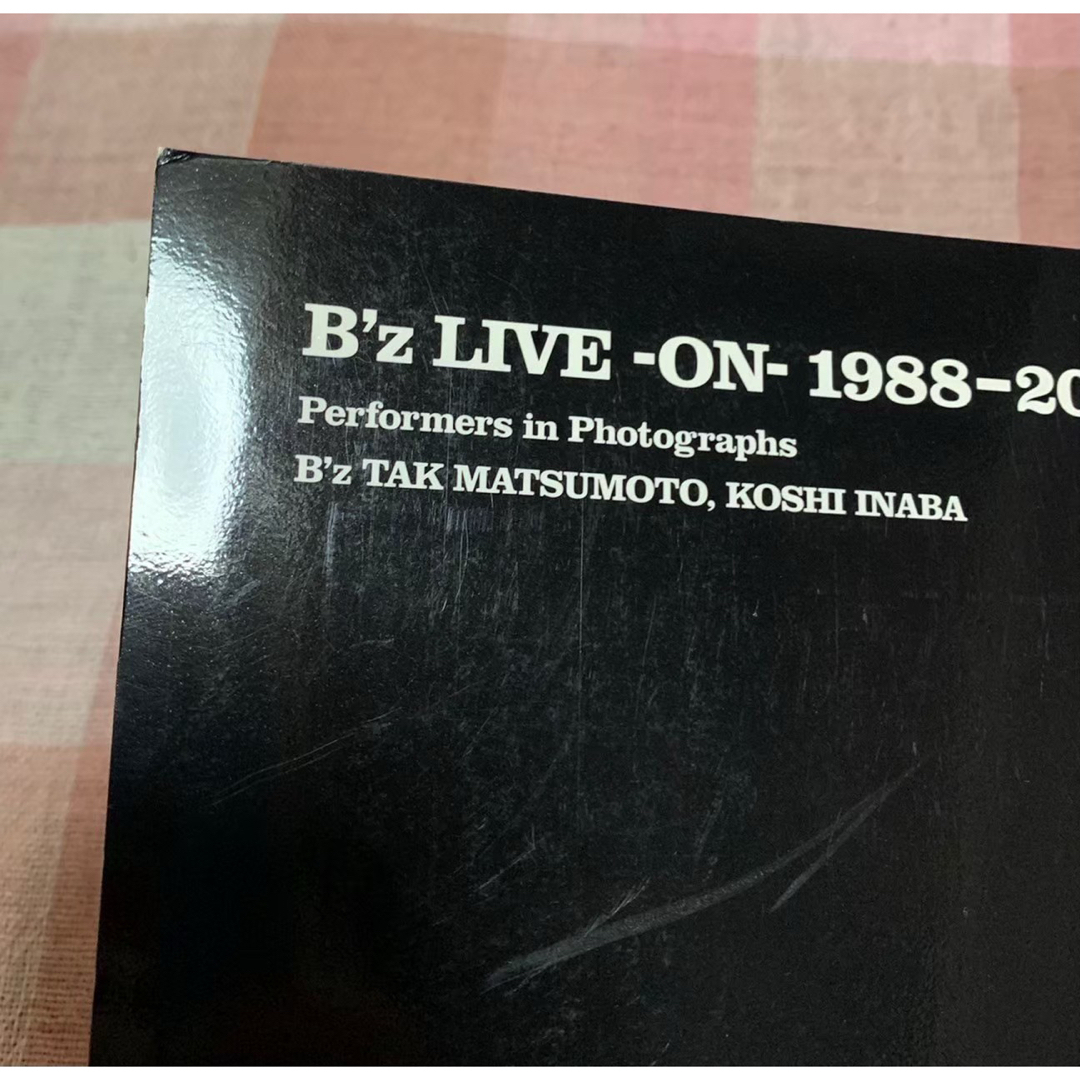 B'z LIVE -ON- 1988-20
Performers in Photographs
B'z TAK MATSUMOTO, KOSHI INABA